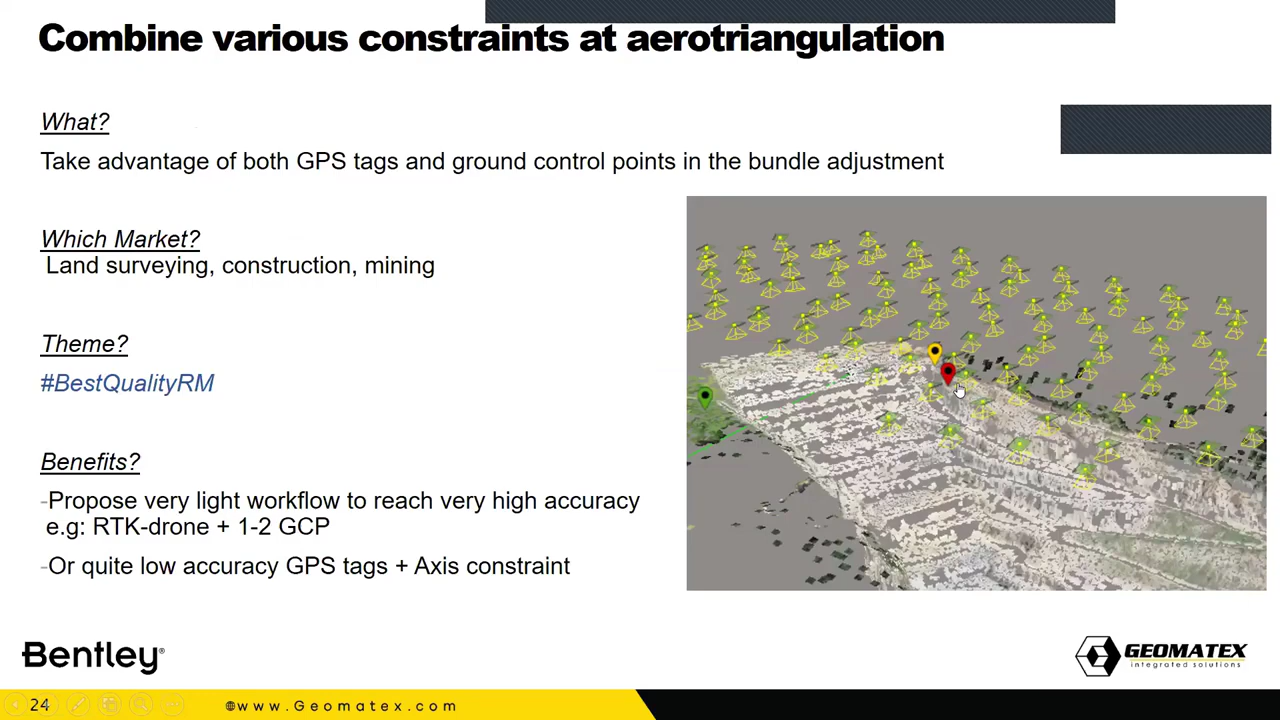 Combine various constraints at aerotriangulation
What?
Take advantage of both GPS tags and ground control points in the bundle adjustment
Which Market?
Land surveying, construction, mining
Theme?
#BestQualityRM
Benefits?
-Propose very light workflow to reach very high accuracy
e.g: RTK-drone + 1-2 GCP
-Or quite low accuracy GPS tags + Axis constraint
Bentley®
GEOMATEX
integrated solutions
24
www.Geomatex.com